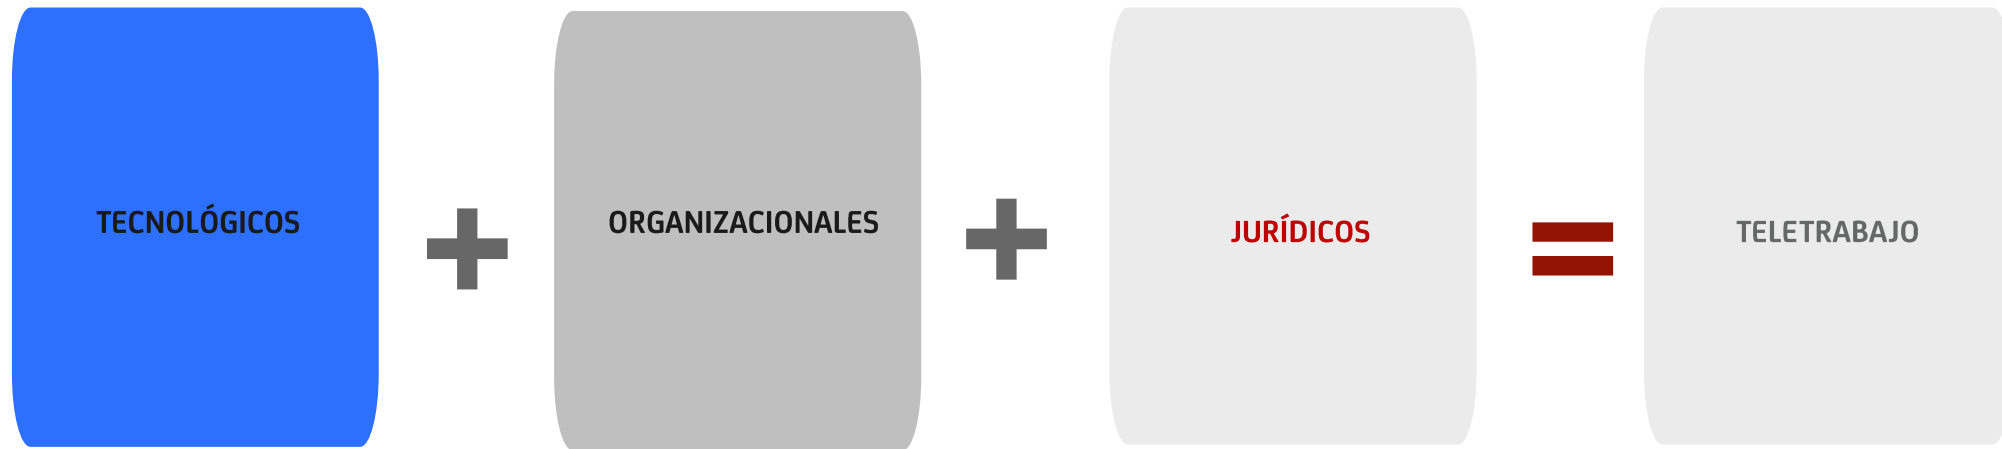 TECNOLÓGICOS
+
ORGANIZACIONALES
+
JURÍDICOS
=
TELETRABAJO